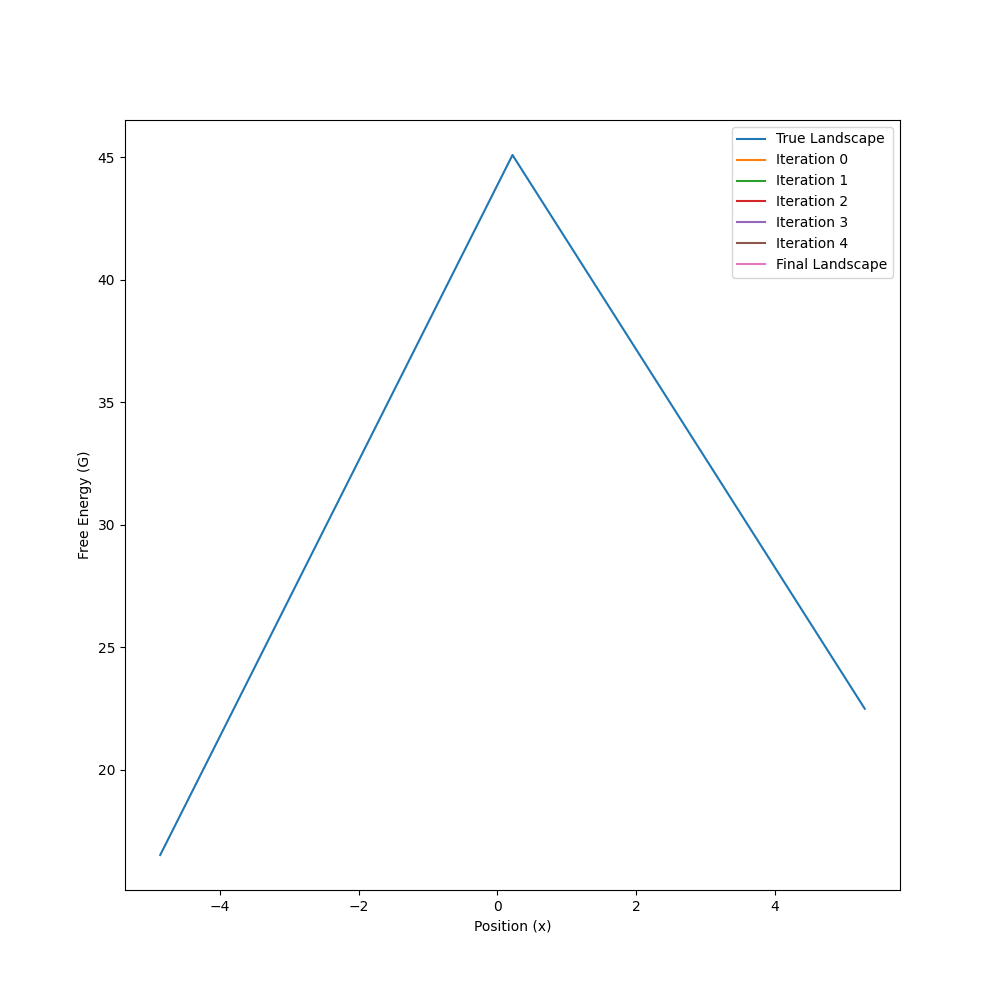 True Landscape
Iteration 0
Iteration 1
Iteration 2
Iteration 3
Iteration 4
Final Landscape
45
40
35
30
25
20
Free Energy (G)
−4 −2 0 2 4
Position (x)